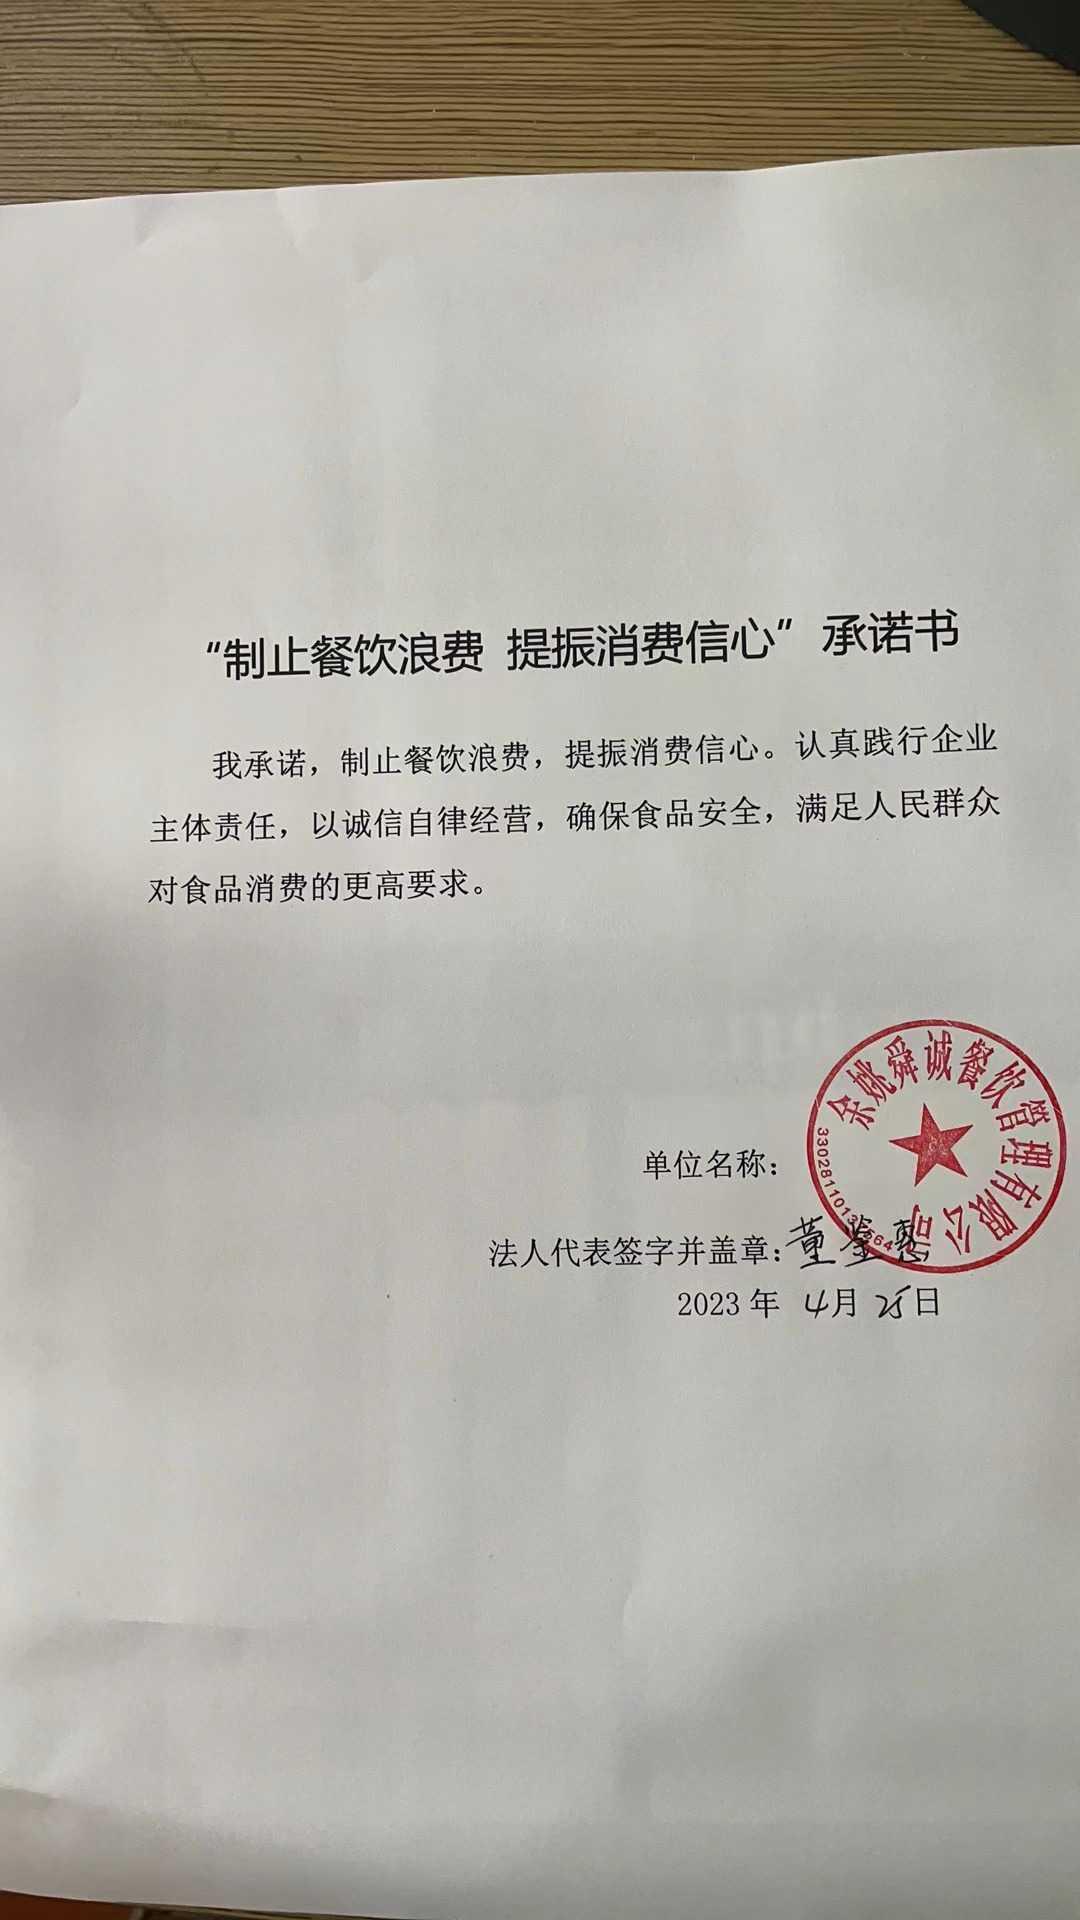 “制止餐饮浪费 提振消费信心”承诺书
我承诺，制止餐饮浪费，提振消费信心。认真践行企业
主体责任，以诚信自律经营，确保食品安全，满足人民群众
对食品消费的更高要求。
余姚舜诚餐饮管理有限公司
单位名称：
法人代表签字并盖章：董鉴惠
2023 年 4月 25日